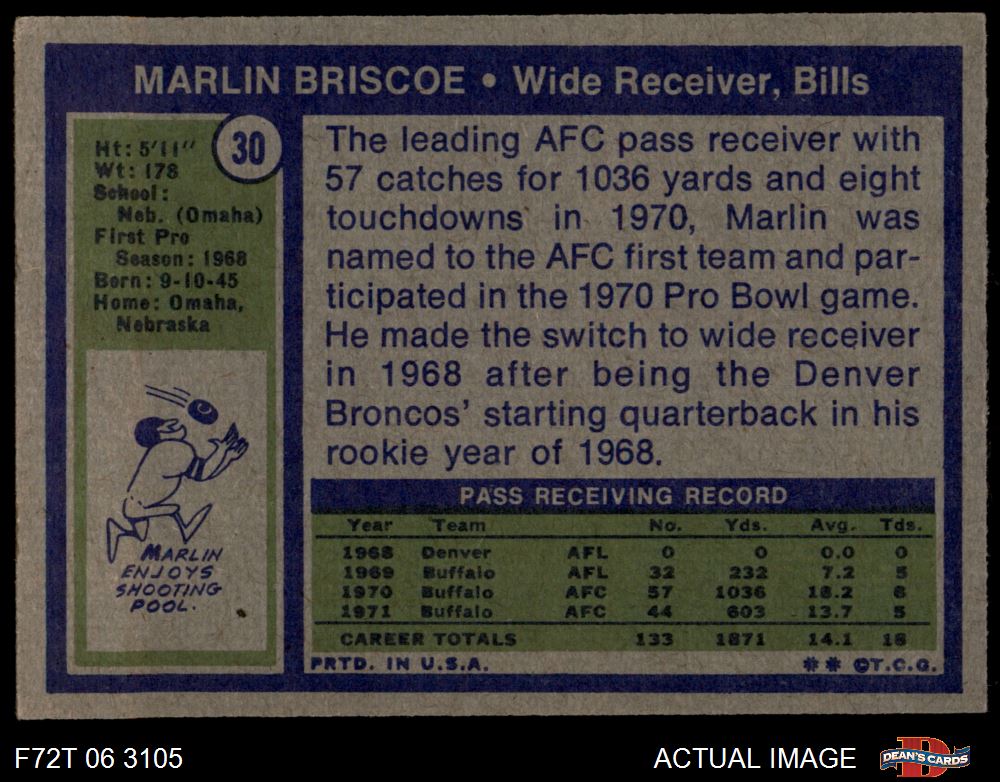 MARLIN BRISCOE • Wide Receiver, Bills
30
Ht: 5'11"
Wt: 178
School:
Neb. (Omaha)
First Pro
Season: 1968
Born: 9-10-45
Home: Omaha,
Nebraska
MARLIN
ENJOYS
SHOOTING
POOL.
The leading AFC pass receiver with
57 catches for 1036 yards and eight
touchdowns in 1970, Marlin was
named to the AFC first team and par-
ticipated in the 1970 Pro Bowl game.
He made the switch to wide receiver
in 1968 after being the Denver
Broncos' starting quarterback in his
rookie year of 1968.
PASS RECEIVING RECORD
Year Team No. Yds. Avg. Tds.
1968 Denver AFL 0 0 0.0 0
1969 Buffalo AFL 32 232 7.2 5
1970 Buffalo AFC 57 1036 18.2 8
1971 Buffalo AFC 44 603 13.7 5
CAREER TOTALS 133 1871 14.1 18
PRTD. IN U.S.A. ** ©T.C.G.
F72T 06 3105 ACTUAL IMAGE DEAN'S CARDS